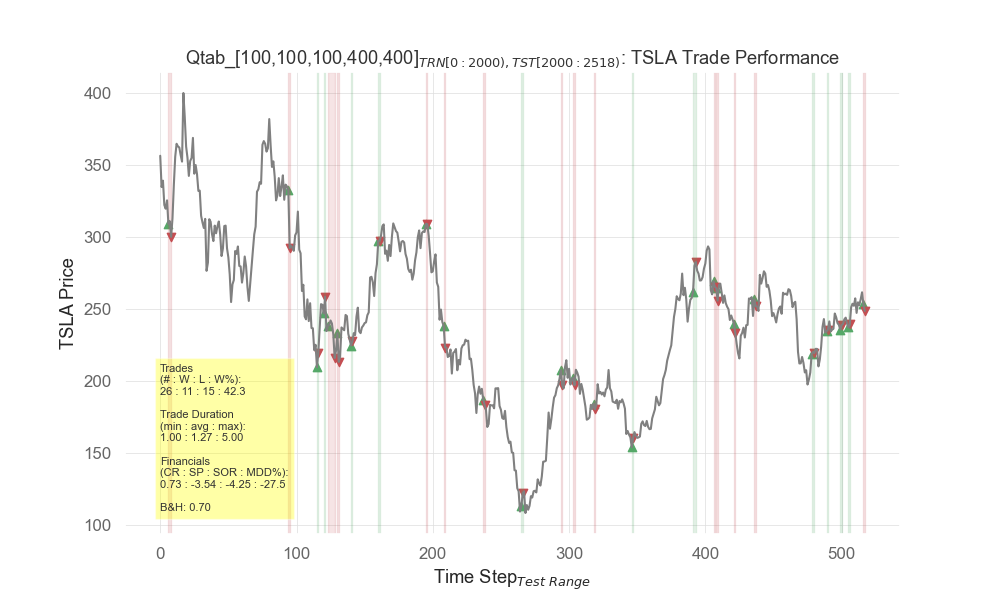 Qtab_[100,100,100,400,400]TRN[0 : 2000), TST[2000 : 2518) : TSLA Trade Performance
400
350
300
250
200
150
100
TSLA Price
Trades
(# : W : L : W%):
26 : 11 : 15 : 42.3
Trade Duration
(min : avg : max):
1.00 : 1.27 : 5.00
Financials
(CR : SP : SOR : MDD%):
0.73 : -3.54 : -4.25 : -27.5
B&H: 0.70
0 100 200 300 400 500
Time Step Test Range